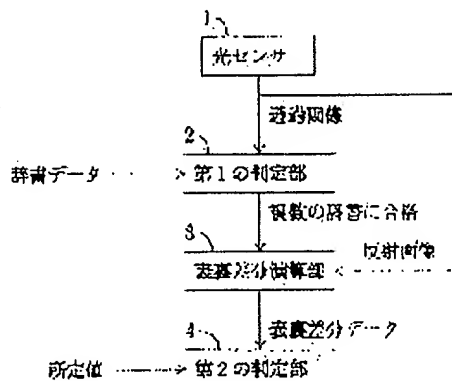 1
光センサ
透過画像
2
辞書データ
第1の判定部
複数の辞書に合格
3
表裏差分演算部
反射画像
表裏差分データ
4
所定値
第2の判定部